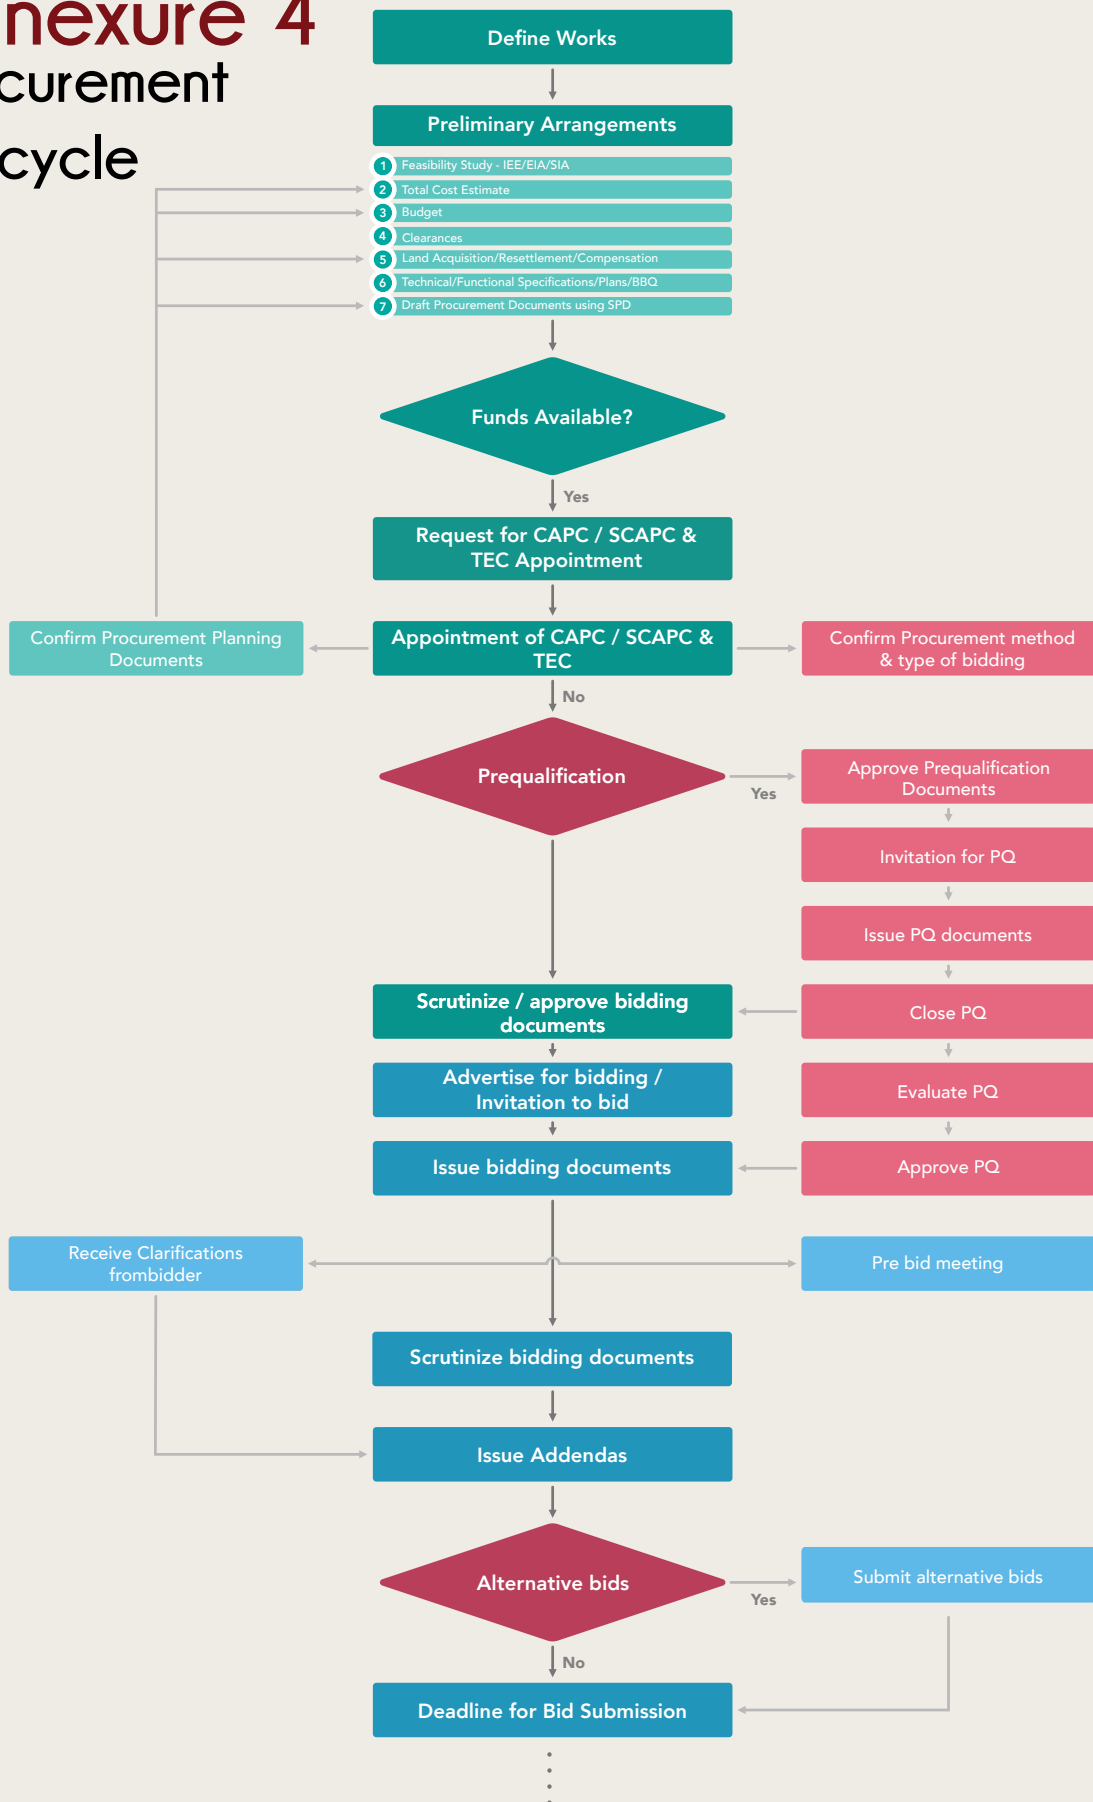 nexure 4
curement
cycle
Define Works
Preliminary Arrangements
1 Feasibility Study - IEE/EIA/SIA
2 Total Cost Estimate
3 Budget
4 Clearances
5 Land Acquisition/Resettlement/Compensation
6 Technical/Functional Specifications/Plans/BBQ
7 Draft Procurement Documents using SPD
Funds Available?
Yes
Request for CAPC / SCAPC &
TEC Appointment
Confirm Procurement Planning
Documents
Appointment of CAPC / SCAPC &
TEC
Confirm Procurement method
& type of bidding
No
Prequalification
Yes
Approve Prequalification
Documents
Invitation for PQ
Issue PQ documents
Scrutinize / approve bidding
documents
Close PQ
Advertise for bidding /
Invitation to bid
Evaluate PQ
Issue bidding documents
Approve PQ
Receive Clarifications
frombidder
Pre bid meeting
Scrutinize bidding documents
Issue Addendas
Alternative bids
Yes
Submit alternative bids
No
Deadline for Bid Submission